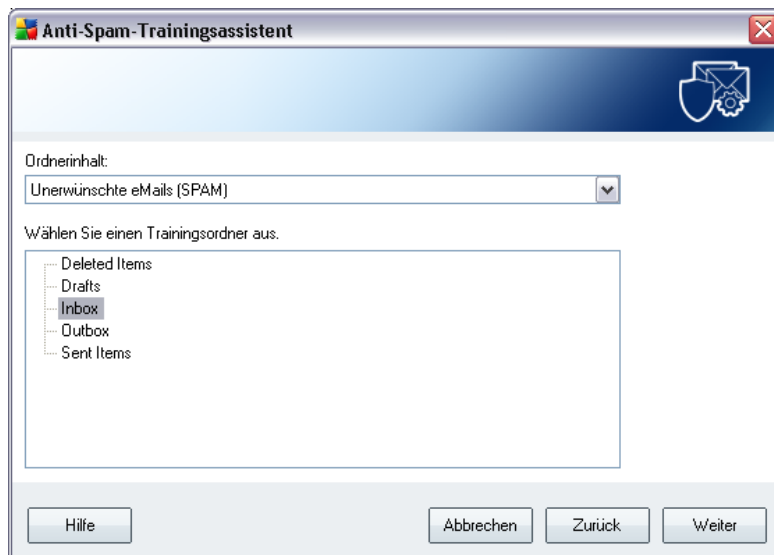 Anti-Spam-Trainingsassistent
Ordnerinhalt:
Unerwünschte eMails (SPAM)
Wählen Sie einen Trainingsordner aus.
Deleted Items
Drafts
Inbox
Outbox
Sent Items
Hilfe
Abbrechen
Zurück
Weiter